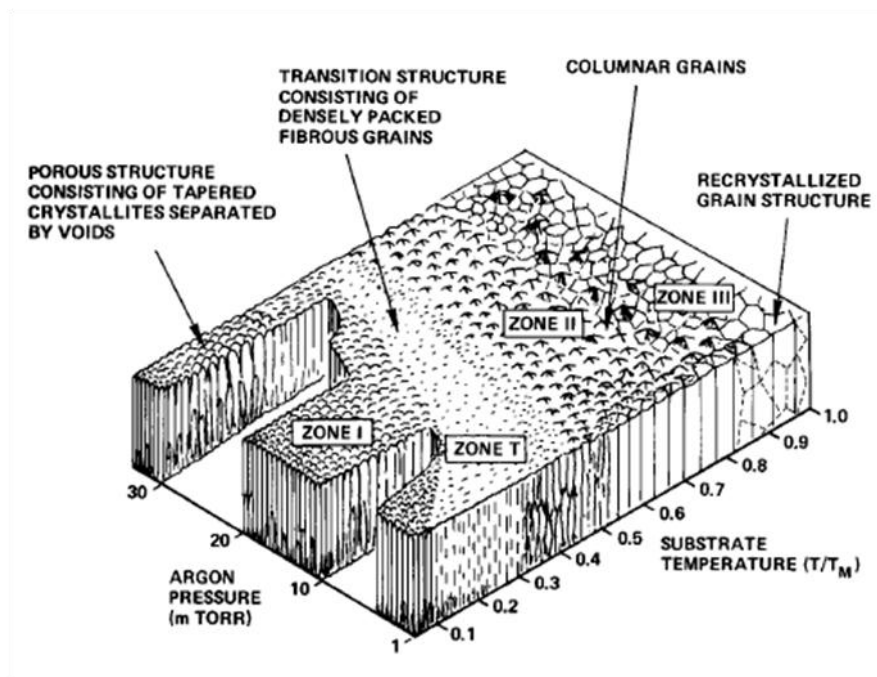 TRANSITION STRUCTURE
CONSISTING OF
DENSELY PACKED
FIBROUS GRAINS
COLUMNAR GRAINS
POROUS STRUCTURE
CONSISTING OF TAPERED
CRYSTALLITES SEPARATED
BY VOIDS
RECRYSTALLIZED
GRAIN STRUCTURE
ZONE III
ZONE II
ZONE I
ZONE T
30
20
10
1
ARGON
PRESSURE
(m TORR)
0.1
0.2
0.3
0.4
0.5
0.6
0.7
0.8
0.9
1.0
SUBSTRATE
TEMPERATURE (T/TM)